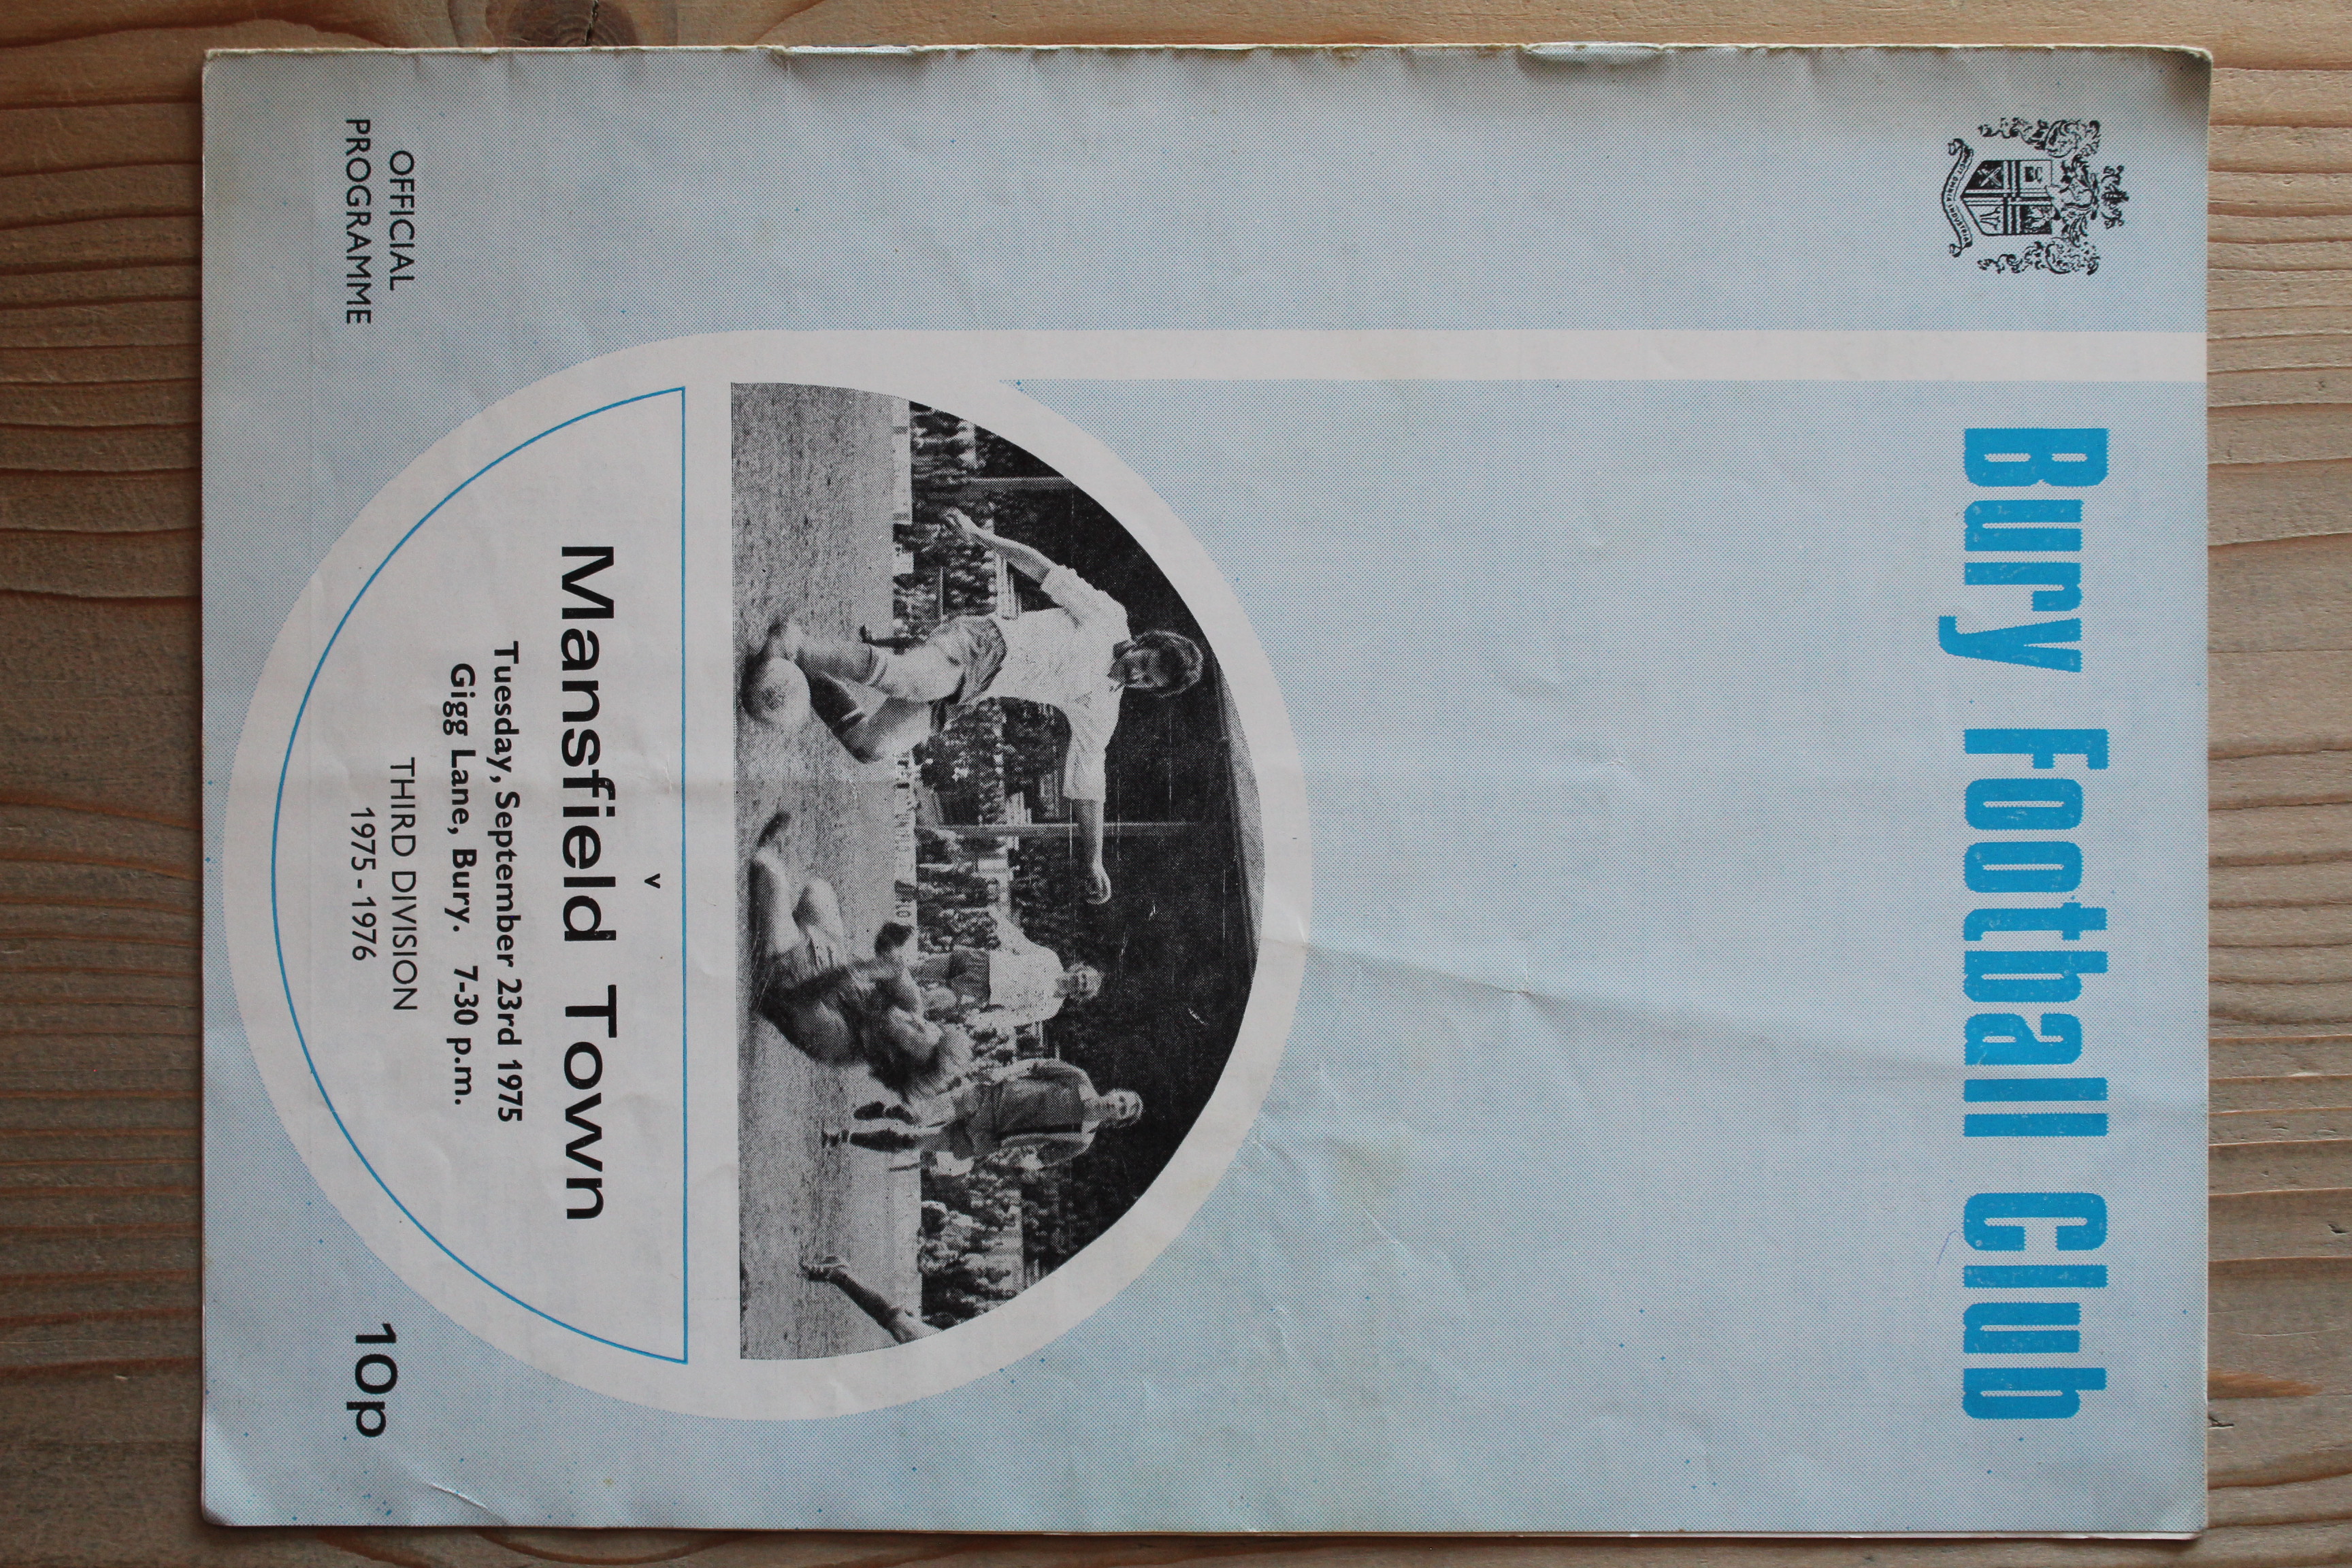 Bury Football Club
v
Mansfield Town
Tuesday, September 23rd 1975
Gigg Lane, Bury. 7-30 p.m.
THIRD DIVISION
1975-1976
OFFICIAL
PROGRAMME
10p